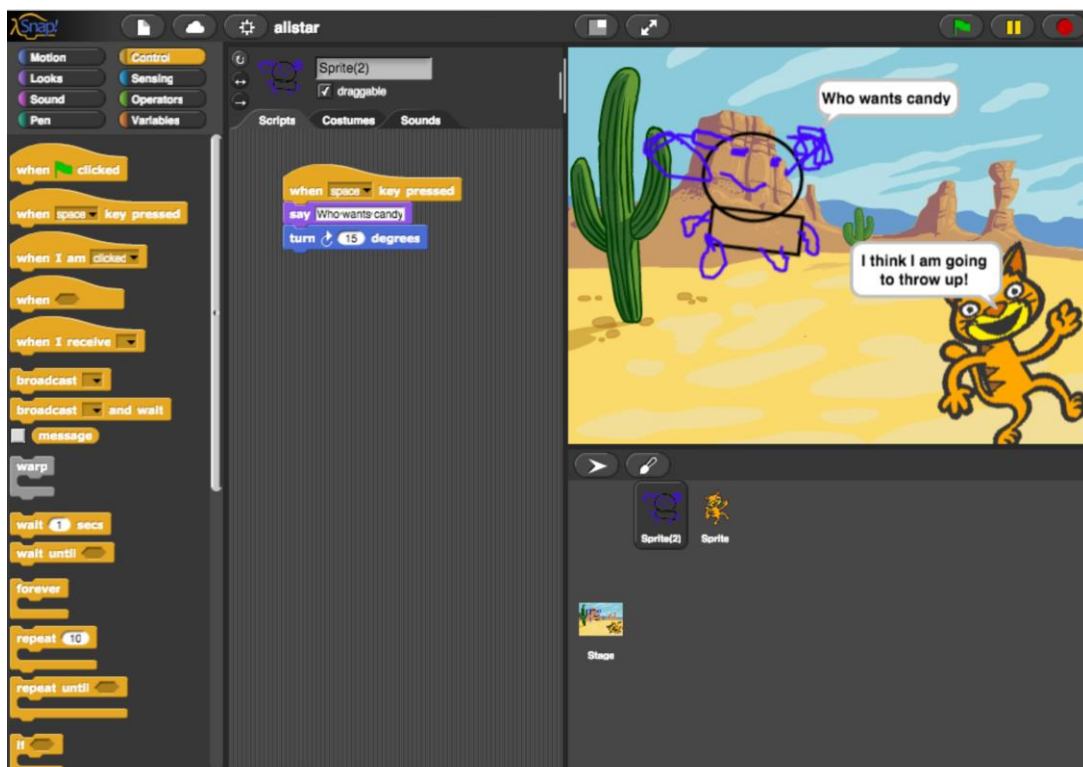 Snap!
allstar
Motion
Control
Looks
Sensing
Sound
Operators
Pen
Variables
when clicked
when space key pressed
when I am clicked
when
when I receive
broadcast
broadcast and wait
message
warp
wait 1 secs
wait until
forever
repeat 10
repeat until
if
Sprite(2)
draggable
Scripts
Costumes
Sounds
when space key pressed
say Who wants candy
turn 15 degrees
Who wants candy
I think I am going
to throw up!
Sprite(2)
Sprite
Stage